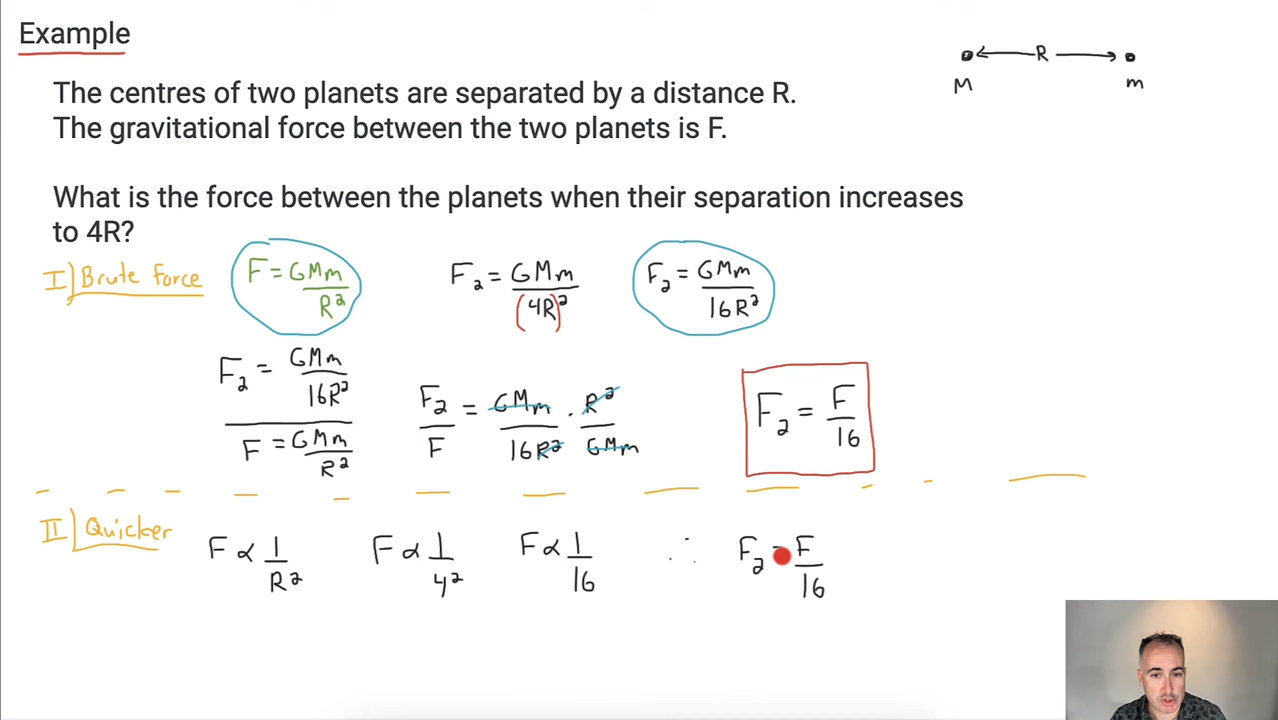 Example
M R m
The centres of two planets are separated by a distance R.
The gravitational force between the two planets is F.
What is the force between the planets when their separation increases
to 4R?
I) Brute Force
F = GMm/R²
F₂ = GMm/(4R)²
F₂ = GMm/16R²
F₂ = GMm/16R²
F = GMm/R²
F₂/F = GMm/16R² · R²/GMm
F₂ = F/16
II) Quicker
F ∝ 1/R²
F ∝ 1/4²
F ∝ 1/16
∴ F₂ = F/16